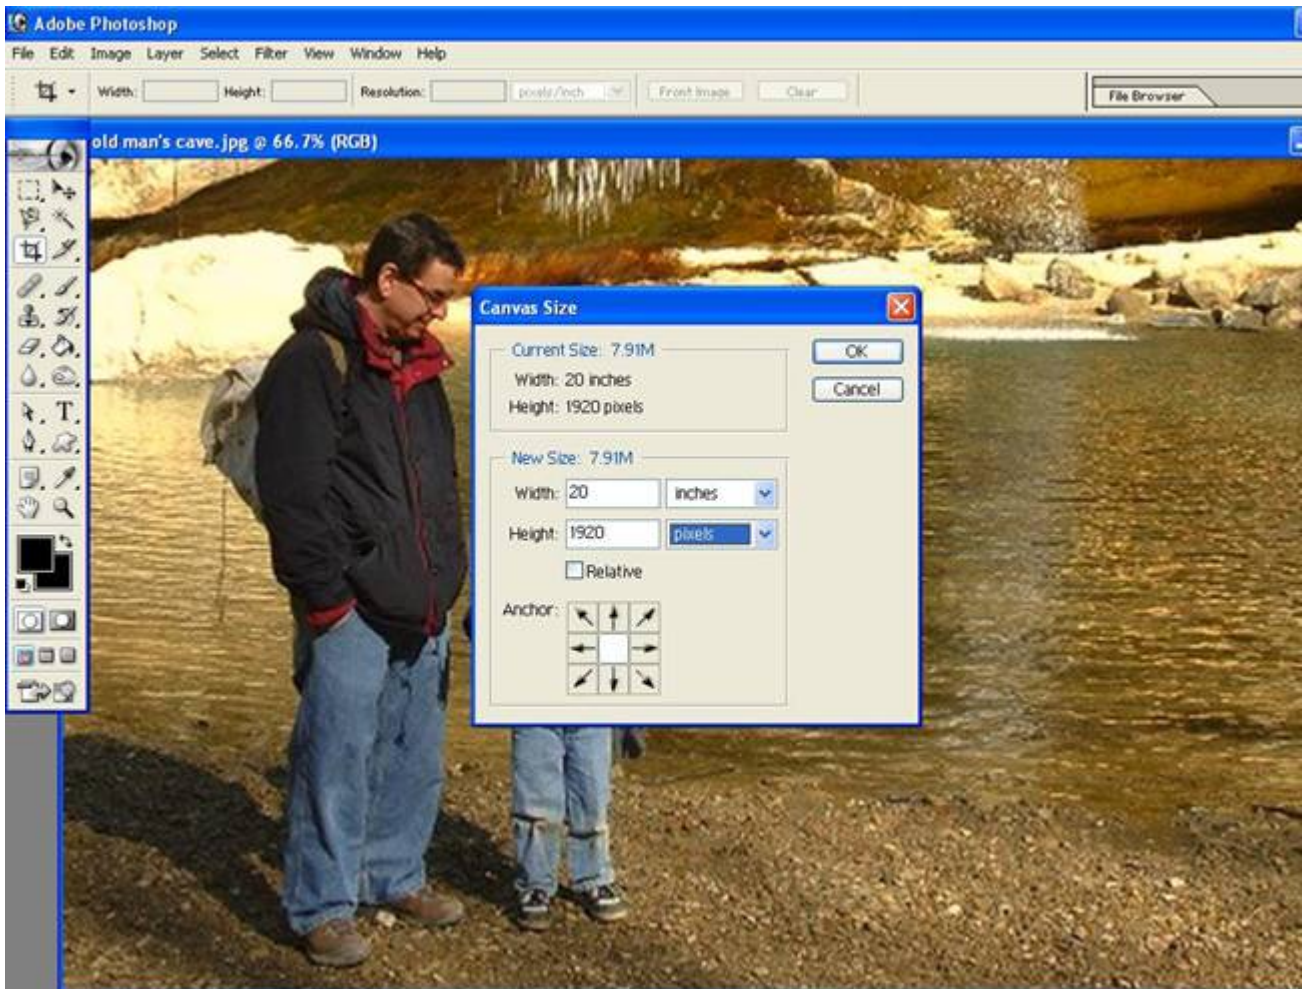 Adobe Photoshop
File Edit Image Layer Select Filter View Window Help
Width: Height: Resolution: pixels/inch Front Image Clear File Browser
old man's cave.jpg @ 66.7% (RGB)
Canvas Size
Current Size: 7.91M
OK
Width: 20 inches
Cancel
Height: 1920 pixels
New Size: 7.91M
Width: 20 inches
Height: 1920 pixels
Relative
Anchor:
T